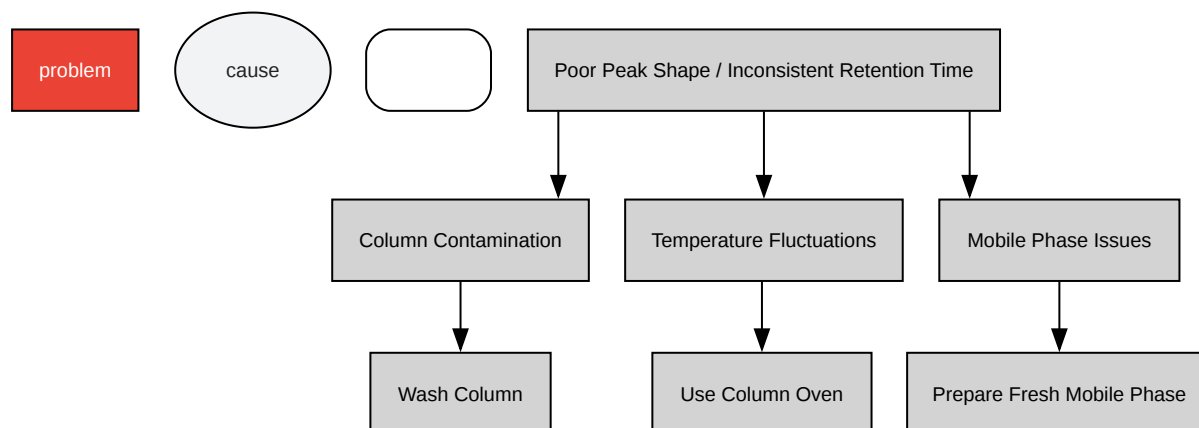 problem
cause
Poor Peak Shape / Inconsistent Retention Time
Column Contamination
Temperature Fluctuations
Mobile Phase Issues
Wash Column
Use Column Oven
Prepare Fresh Mobile Phase